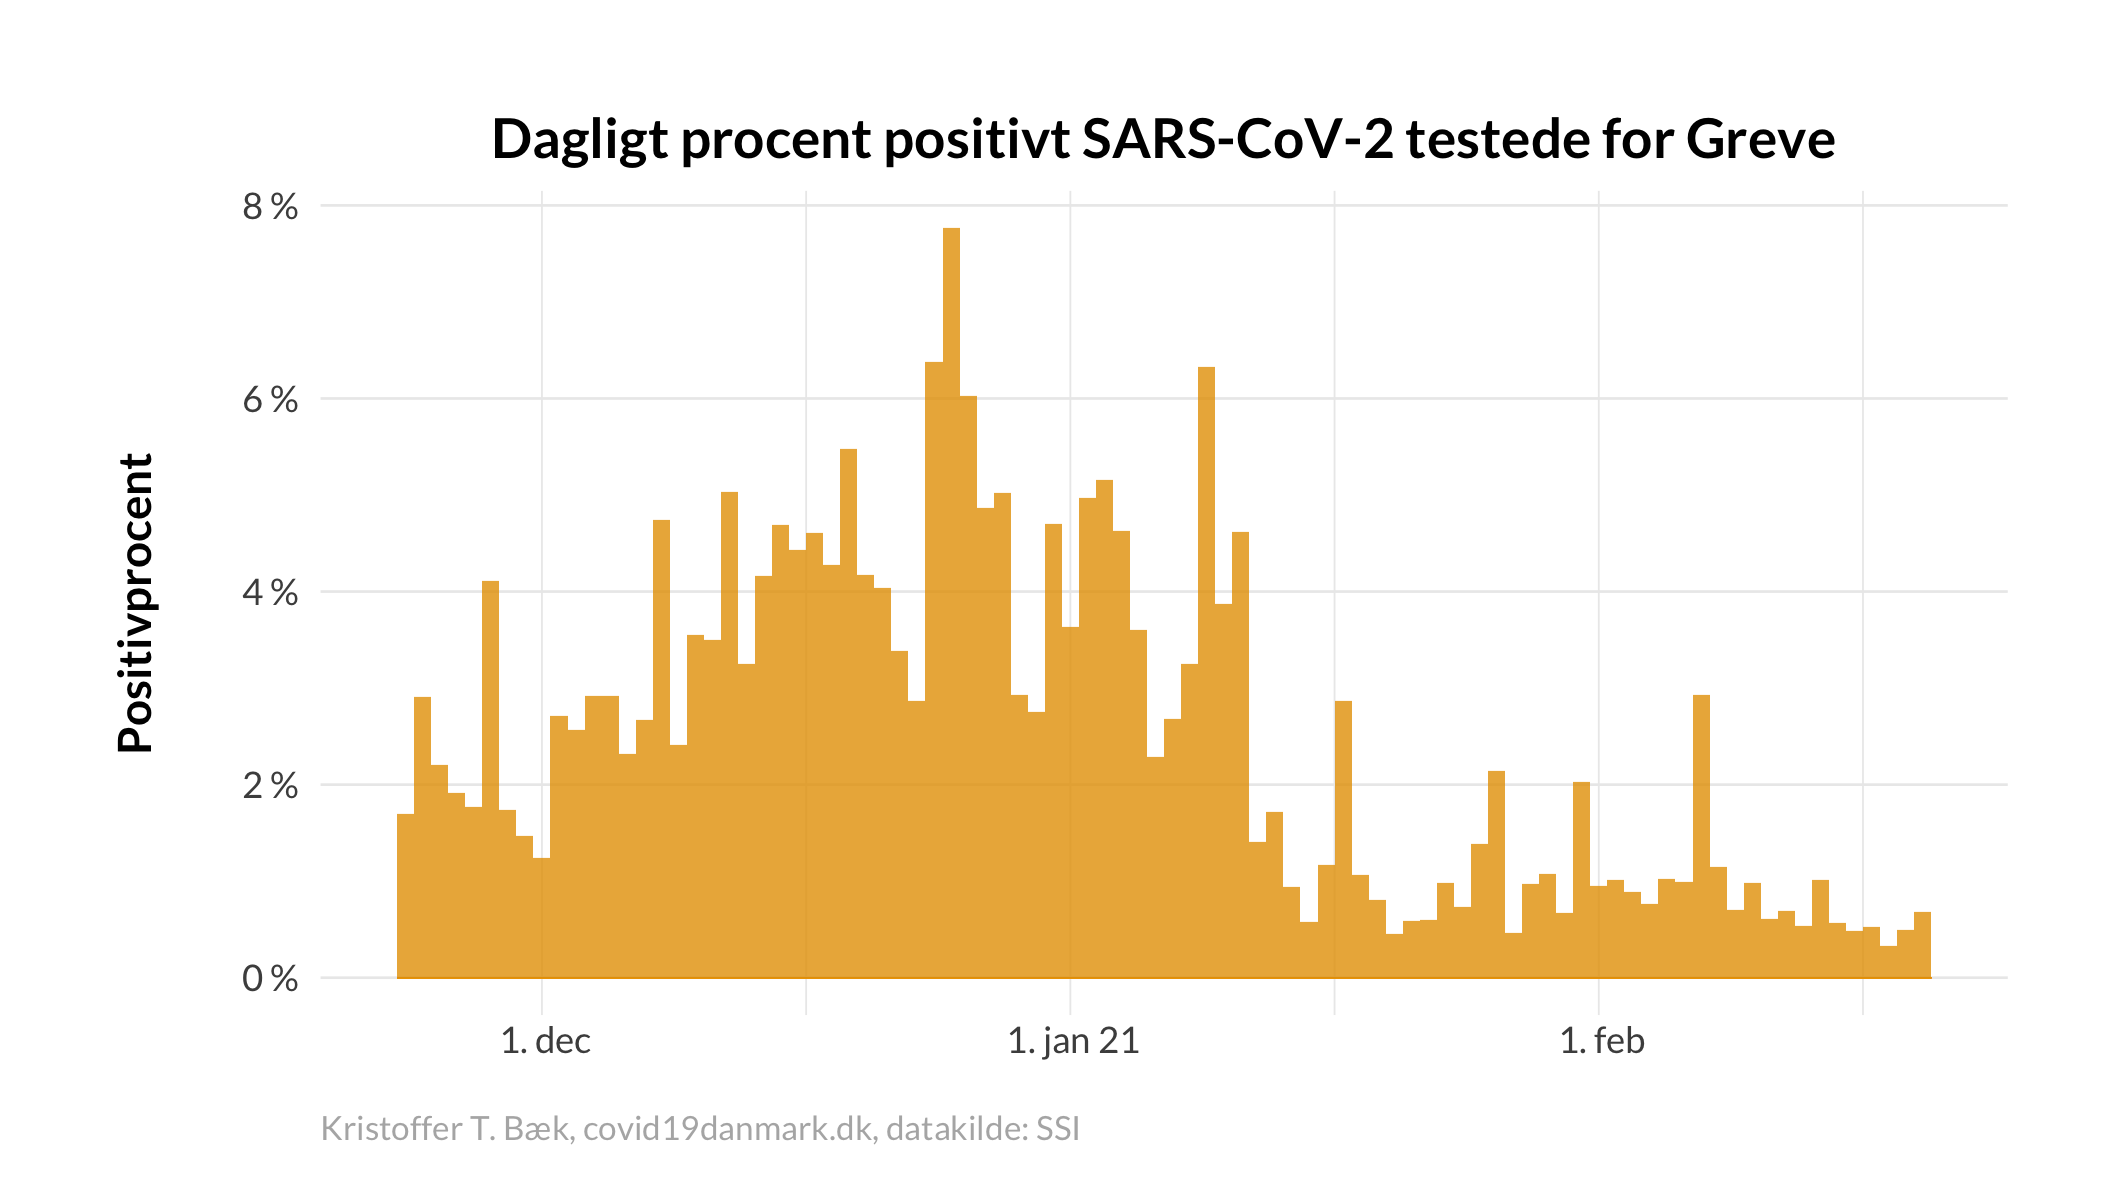 Dagligt procent positivt SARS-CoV-2 testede for Greve
Positivprocent
8 %
6 %
4 %
2 %
0 %
1. dec
1. jan 21
1. feb
Kristoffer T. Bæk, covid19danmark.dk, datakilde: SSI